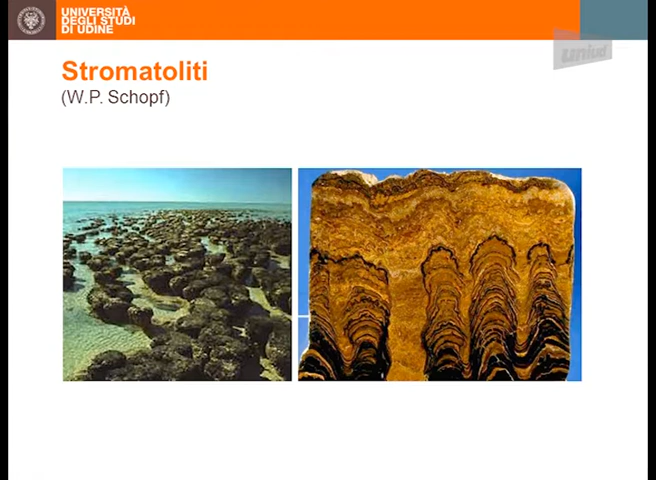 UNIVERSITÀ
DEGLI STUDI
DI UDINE
uniud
Stromatoliti
(W.P. Schopf)